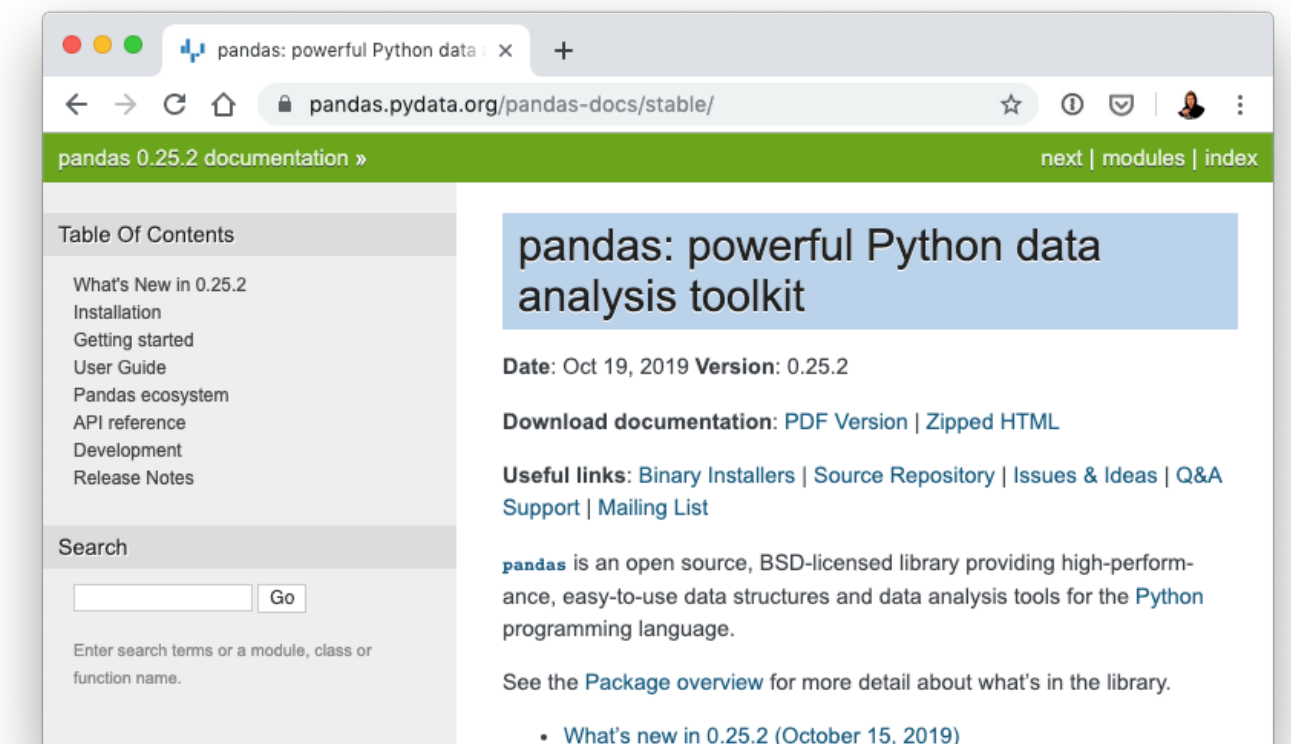 pandas: powerful Python data
pandas.pydata.org/pandas-docs/stable/
pandas 0.25.2 documentation »
next | modules | index
Table Of Contents
What's New in 0.25.2
Installation
Getting started
User Guide
Pandas ecosystem
API reference
Development
Release Notes
Search
Go
Enter search terms or a module, class or
function name.
pandas: powerful Python data
analysis toolkit
Date: Oct 19, 2019 Version: 0.25.2
Download documentation: PDF Version | Zipped HTML
Useful links: Binary Installers | Source Repository | Issues & Ideas | Q&A
Support | Mailing List
pandas is an open source, BSD-licensed library providing high-perform-
ance, easy-to-use data structures and data analysis tools for the Python
programming language.
See the Package overview for more detail about what’s in the library.
• What’s new in 0.25.2 (October 15, 2019)